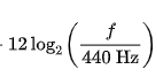 · 12 log₂ (f / 440 Hz)